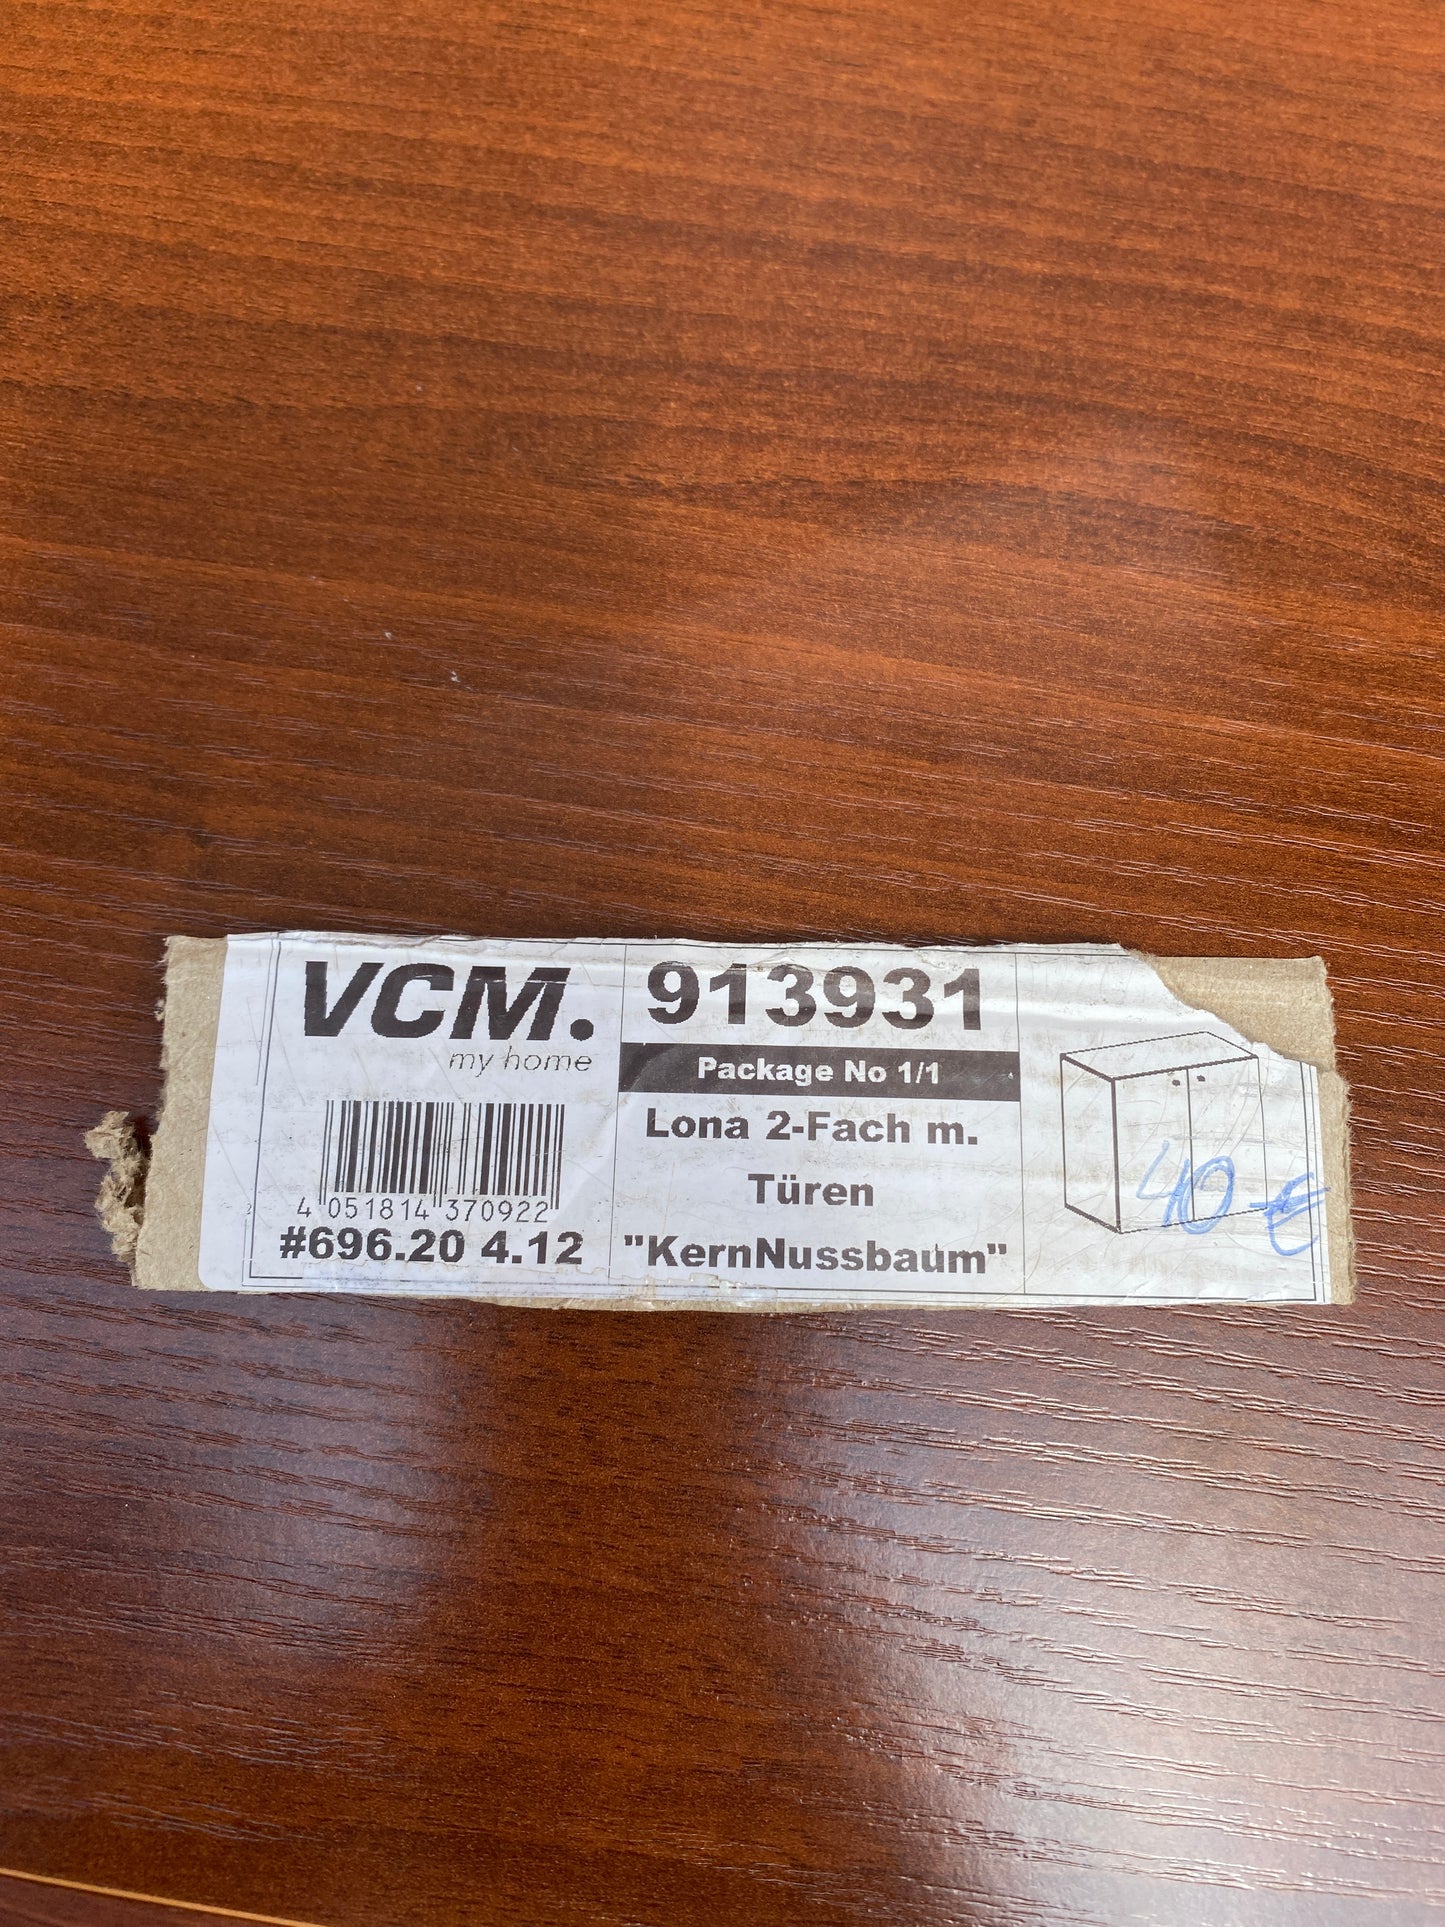 VCM.
my home
4 051814 370922
#696.20 4.12
913931
Package No 1/1
Lona 2-Fach m.
Türen
"KernNussbaum"
40 €